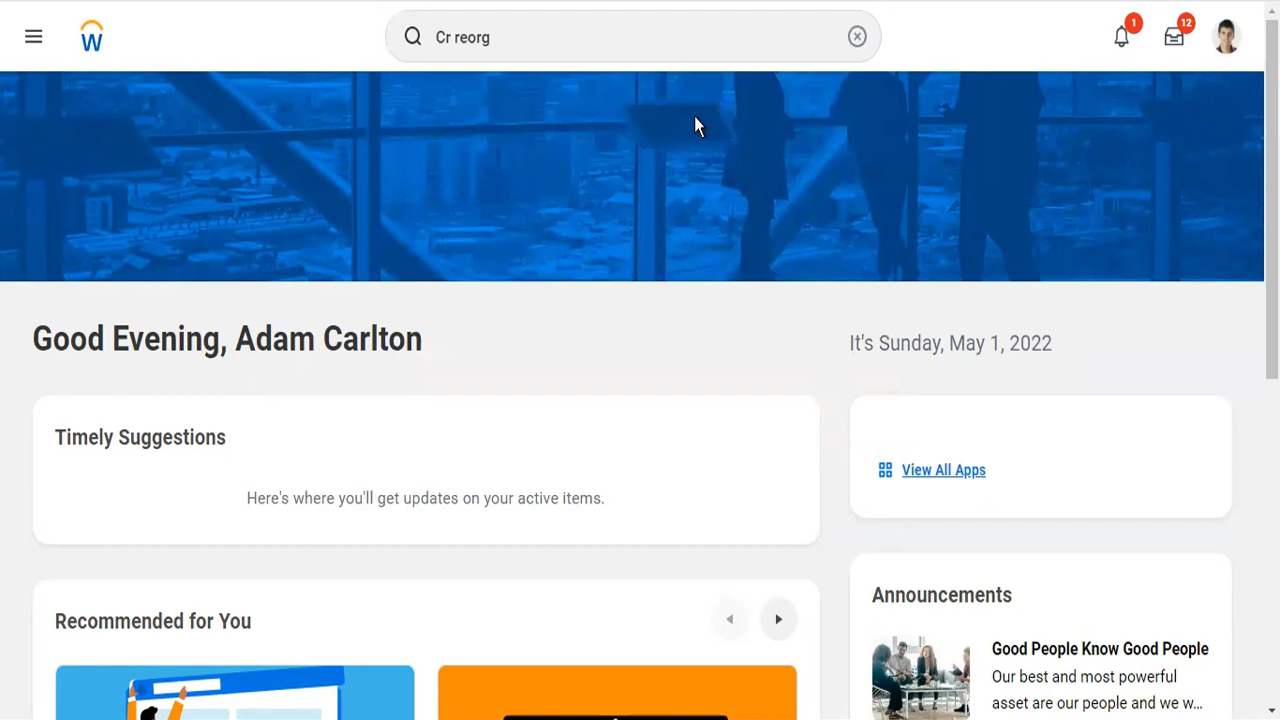 W
Cr reorg
1
12
Good Evening, Adam Carlton
It's Sunday, May 1, 2022
Timely Suggestions
Here's where you'll get updates on your active items.
View All Apps
Recommended for You
Announcements
Good People Know Good People
Our best and most powerful
asset are our people and we w...